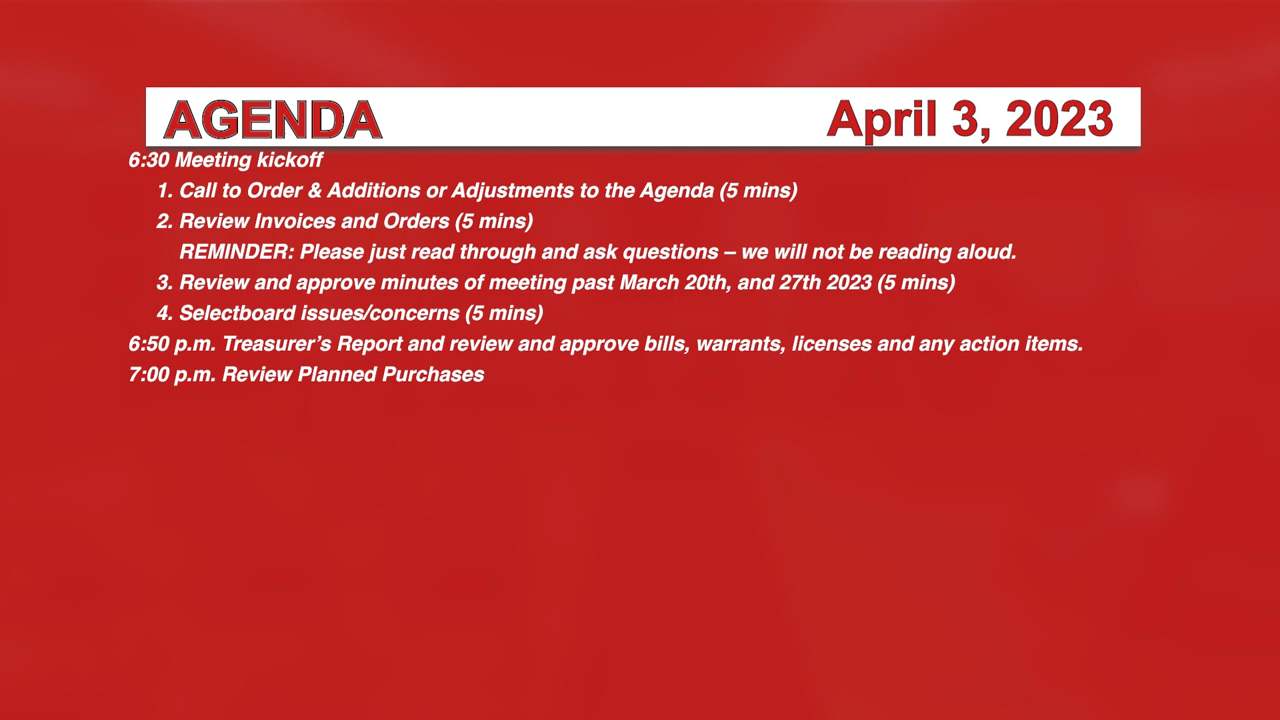 AGENDA April 3, 2023
6:30 Meeting kickoff
1. Call to Order & Additions or Adjustments to the Agenda (5 mins)
2. Review Invoices and Orders (5 mins)
REMINDER: Please just read through and ask questions – we will not be reading aloud.
3. Review and approve minutes of meeting past March 20th, and 27th 2023 (5 mins)
4. Selectboard issues/concerns (5 mins)
6:50 p.m. Treasurer’s Report and review and approve bills, warrants, licenses and any action items.
7:00 p.m. Review Planned Purchases